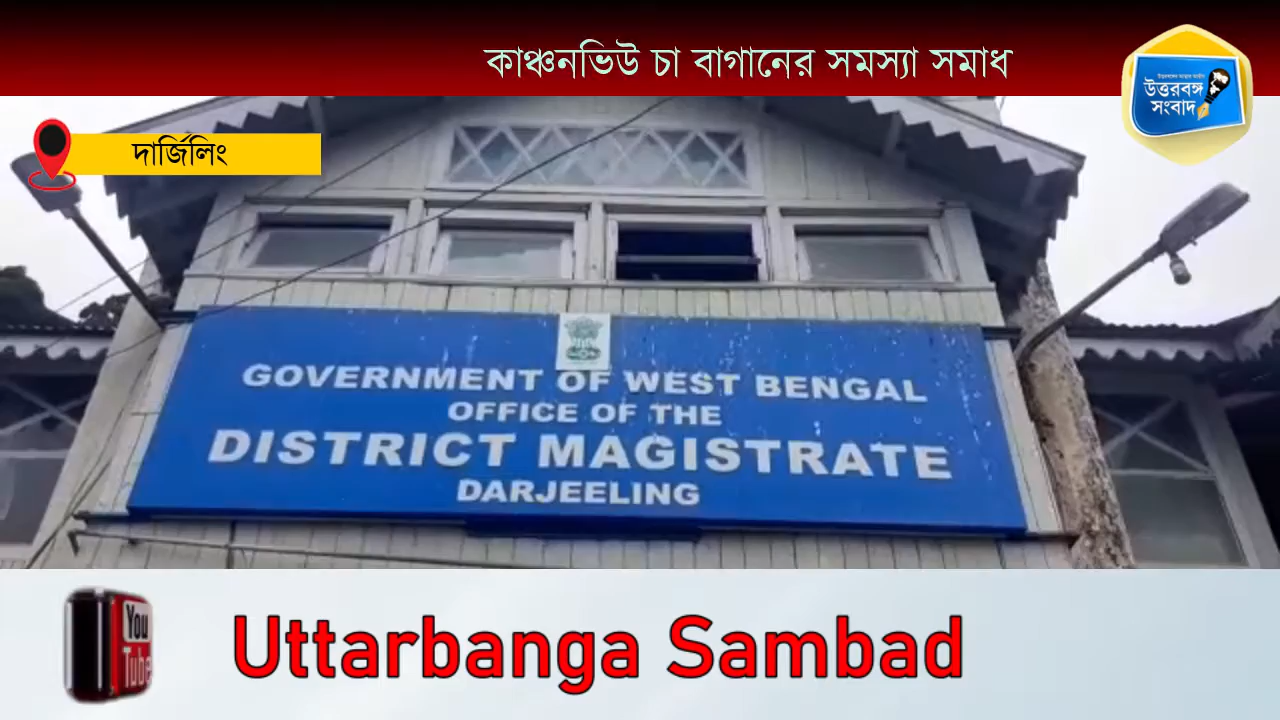 কাঞ্চনভিউ চা বাগানের সমস্যা সমাধ
উত্তরবঙ্গ
সংবাদ
দার্জিলিং
GOVERNMENT OF WEST BENGAL
OFFICE OF THE
DISTRICT MAGISTRATE
DARJEELING
You
Tube
Uttarbanga Sambad